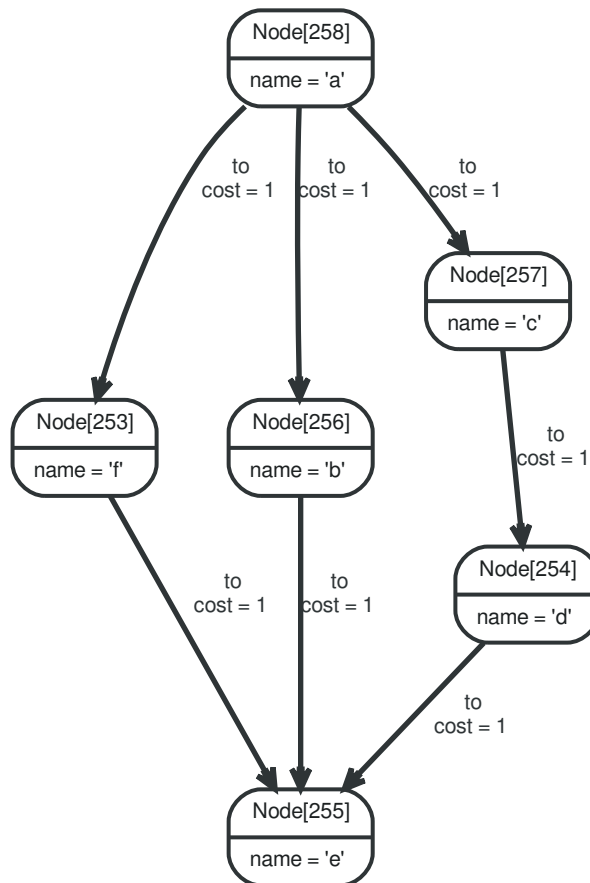 Node[258]
name = 'a'
to
cost = 1
to
cost = 1
to
cost = 1
Node[257]
name = 'c'
Node[253]
name = 'f'
Node[256]
name = 'b'
to
cost = 1
Node[254]
name = 'd'
to
cost = 1
to
cost = 1
to
cost = 1
Node[255]
name = 'e'